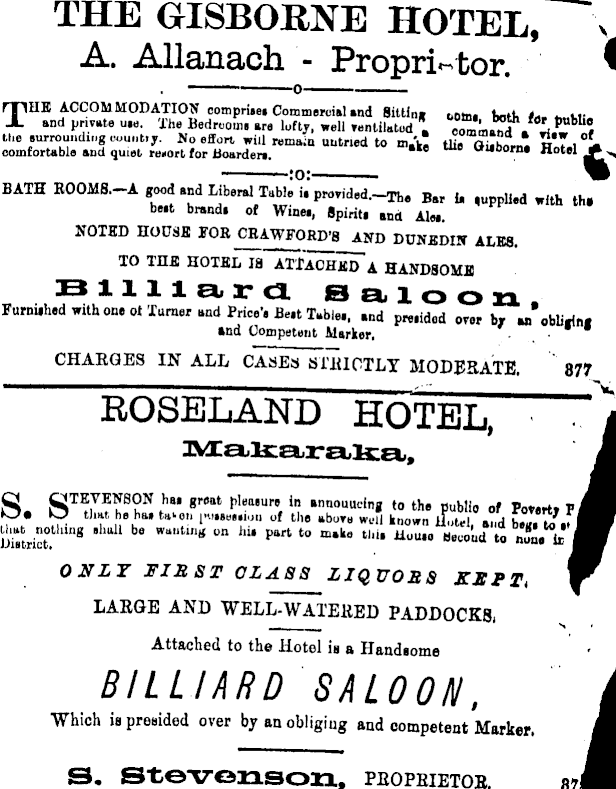 THE GISBORNE HOTEL,
A. Allanach - Propri-tor.
THE ACCOMMODATION comprises Commercial and Sitting ooms, both for public
and private use. The Bedrooms are lofty, well ventilated, command a view of
the surrounding country. No effort will remain untried to make the Gisborne Hotel
comfortable and quiet resort for Boarders.
:o:
BATH ROOMS.—A good and Liberal Table is provided.—The Bar is supplied with the
best brands of Wines, Spirits and Ales.
NOTED HOUSE FOR CRAWFORD'S AND DUNEDIN ALES.
TO THE HOTEL IS ATTACHED A HANDSOME
Billiard Saloon,
Furnished with one of Turner and Price's Best Tables, and presided over by an obliging
and Competent Marker.
CHARGES IN ALL CASES STRICTLY MODERATE. 877
ROSELAND HOTEL,
Makaraka,
S. STEVENSON has great pleasure in announcing to the public of Poverty
that he has taken possession of the above well known Hotel, and begs to
that nothing shall be wanting on his part to make this House second to none in
District.
ONLY FIRST CLASS LIQUORS KEPT.
LARGE AND WELL-WATERED PADDOCKS.
Attached to the Hotel is a Handsome
BILLIARD SALOON,
Which is presided over by an obliging and competent Marker.
S. Stevenson, PROPRIETOR.